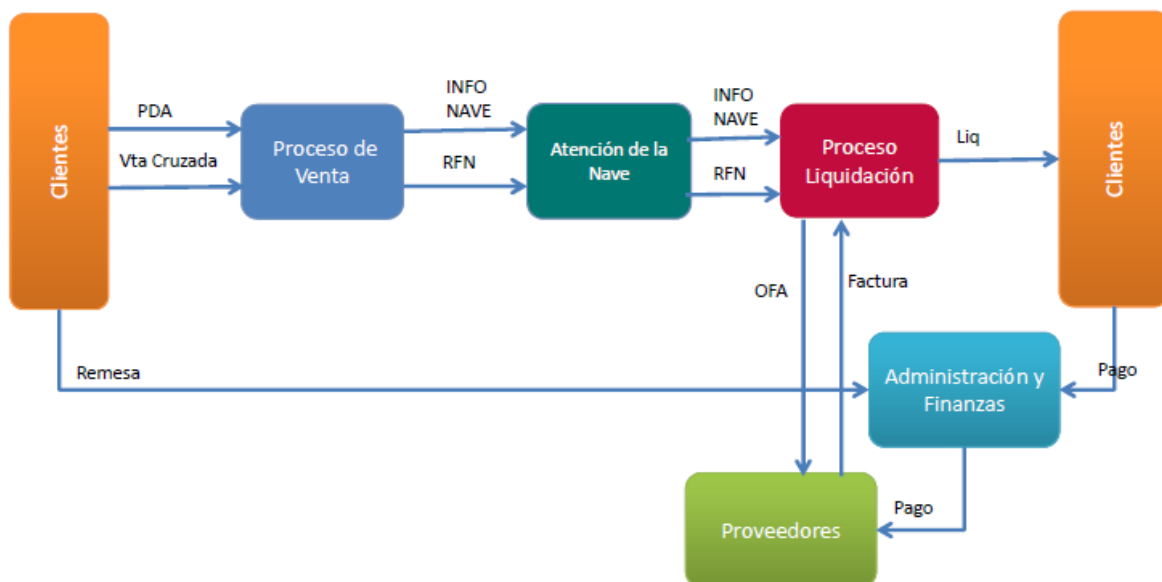 Clientes
PDA
Vta Cruzada
Proceso de
Venta
INFO
NAVE
RFN
Atención de la
Nave
INFO
NAVE
RFN
Proceso
Liquidación
Liq
Clientes
OFA
Factura
Remesa
Administración y
Finanzas
Pago
Pago
Proveedores